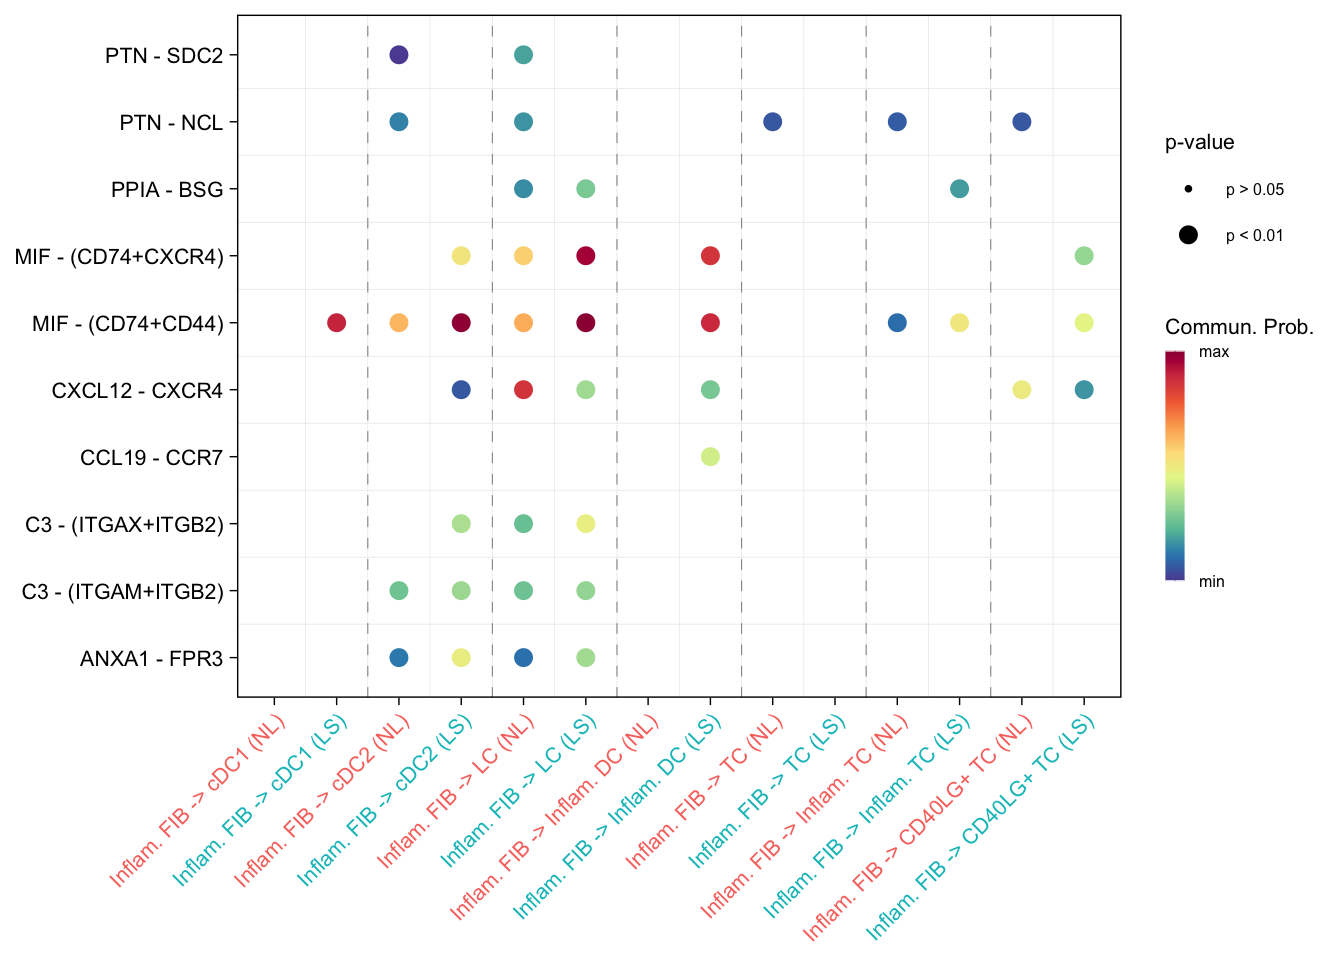 PTN - SDC2
PTN - NCL
PPIA - BSG
MIF - (CD74+CXCR4)
MIF - (CD74+CD44)
CXCL12 - CXCR4
CCL19 - CCR7
C3 - (ITGAX+ITGB2)
C3 - (ITGAM+ITGB2)
ANXA1 - FPR3
Inflam. FIB -> cDC1 (NL)
Inflam. FIB -> cDC1 (LS)
Inflam. FIB -> cDC2 (NL)
Inflam. FIB -> cDC2 (LS)
Inflam. FIB -> LC (NL)
Inflam. FIB -> LC (LS)
Inflam. FIB -> Inflam. DC (NL)
Inflam. FIB -> Inflam. DC (LS)
Inflam. FIB -> TC (NL)
Inflam. FIB -> TC (LS)
Inflam. FIB -> Inflam. TC (NL)
Inflam. FIB -> Inflam. TC (LS)
Inflam. FIB -> CD40LG+ TC (NL)
Inflam. FIB -> CD40LG+ TC (LS)
p-value
p > 0.05
p < 0.01
Commun. Prob.
max
min